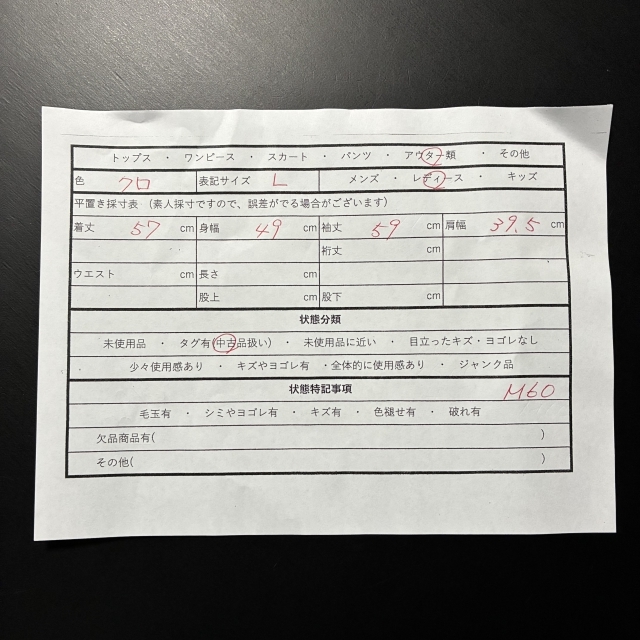 トップス ・ ワンピース ・ スカート ・ パンツ ・ アウター類 ・ その他
色 クロ 表記サイズ L メンズ ・ レディース ・ キッズ
平置き採寸表 (素人採寸ですので、誤差がでる場合がございます)
着丈 57 cm 身幅 49 cm 袖丈 59 cm 肩幅 39.5 cm
裄丈 cm
ウエスト cm 長さ cm
股上 cm 股下 cm
状態分類
未使用品 ・ タグ有(中古品扱い) ・ 未使用品に近い ・ 目立ったキズ・ヨゴレなし
少々使用感あり ・ キズやヨゴレ有 ・全体的に使用感あり ・ ジャンク品
状態特記事項 M60
毛玉有 ・ シミやヨゴレ有 ・ キズ有 ・ 色褪せ有 ・ 破れ有
欠品商品有( )
その他( )